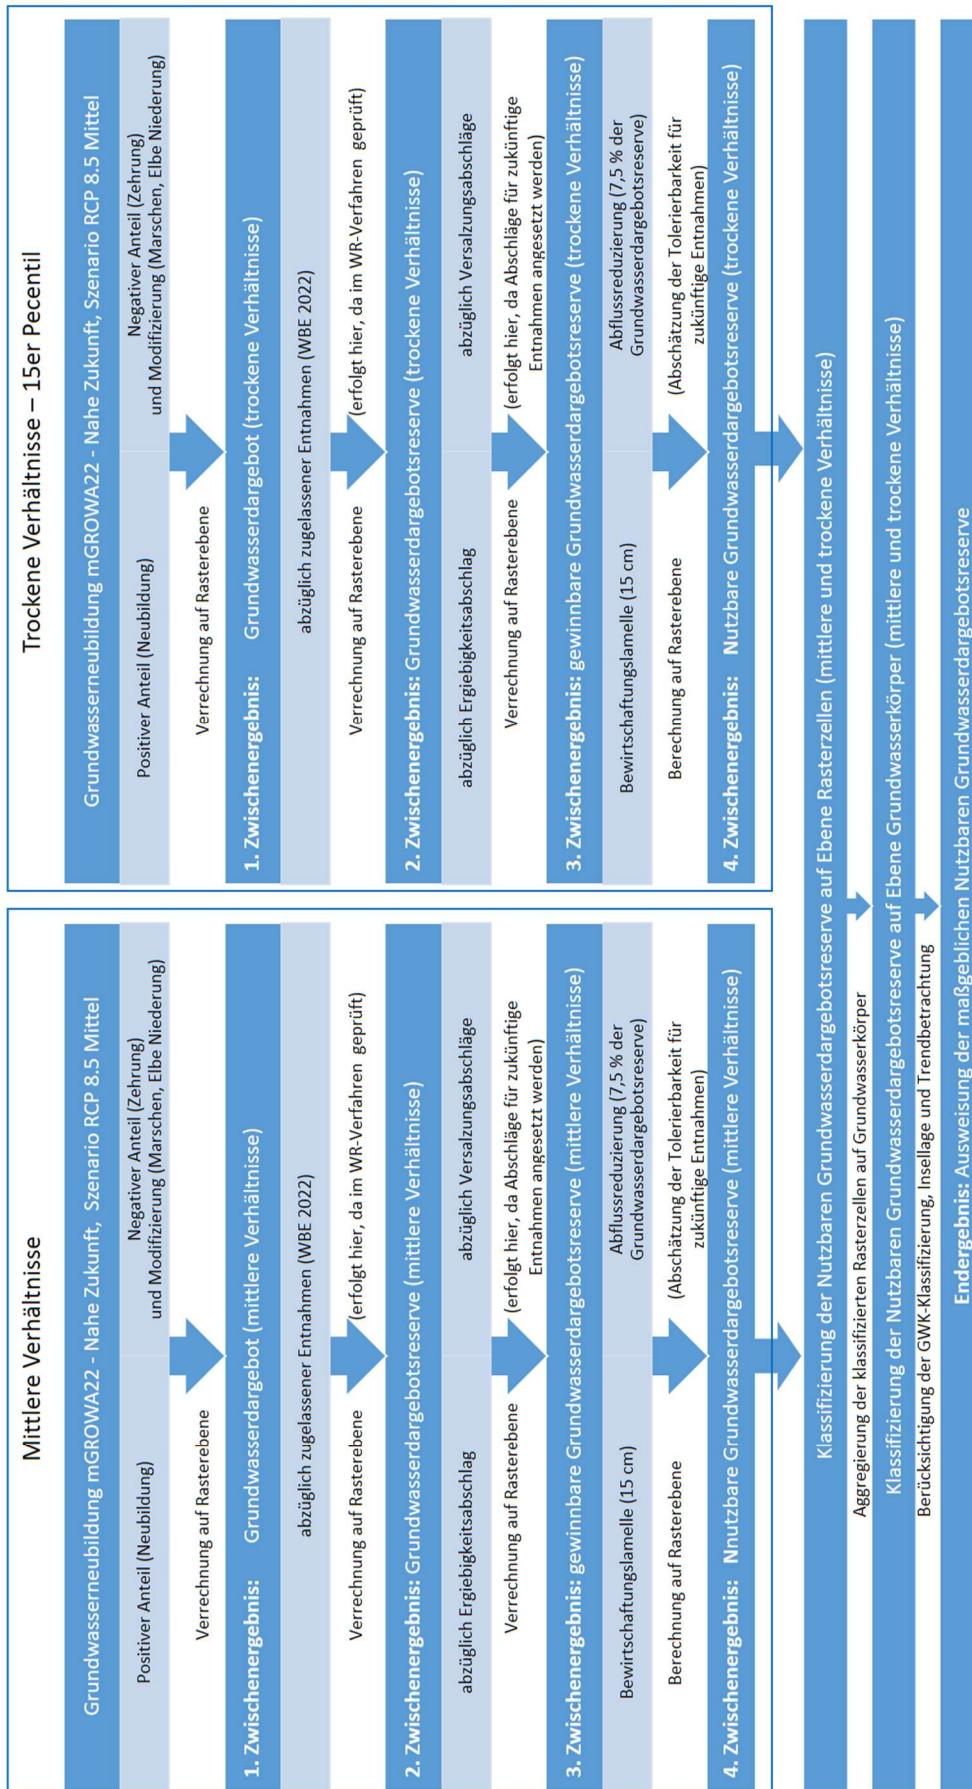 Mittlere Verhältnisse
Grundwasserneubildung mGROWA22 - Nahe Zukunft, Szenario RCP 8.5 Mittel
Positiver Anteil (Neubildung)
Negativer Anteil (Zehrung)
und Modifizierung (Marschen, Elbe Niederung)
Verrechnung auf Rasterebene
1. Zwischenergebnis: Grundwasserdargebot (mittlere Verhältnisse)
abzüglich zugelassener Entnahmen (WBE 2022)
Verrechnung auf Rasterebene
(erfolgt hier, da im WR-Verfahren geprüft)
2. Zwischenergebnis: Grundwasserdargebotsreserve (mittlere Verhältnisse)
abzüglich Ergiebigkeitsabschlag
abzüglich Versalzungsabschläge
Verrechnung auf Rasterebene
(erfolgt hier, da Abschläge für zukünftige
Entnahmen angesetzt werden)
3. Zwischenergebnis: gewinnbare Grundwasserdargebotsreserve (mittlere Verhältnisse)
Bewirtschaftungslamelle (15 cm)
Abflussreduzierung (7,5 % der
Grundwasserdargebotsreserve)
Berechnung auf Rasterebene
(Abschätzung der Tolerierbarkeit für
zukünftige Entnahmen)
4. Zwischenergebnis: Nnutzbare Grundwasserdargebotsreserve (mittlere Verhältnisse)
Trockene Verhältnisse – 15er Pecentil
Grundwasserneubildung mGROWA22 - Nahe Zukunft, Szenario RCP 8.5 Mittel
Positiver Anteil (Neubildung)
Negativer Anteil (Zehrung)
und Modifizierung (Marschen, Elbe Niederung)
Verrechnung auf Rasterebene
1. Zwischenergebnis: Grundwasserdargebot (trockene Verhältnisse)
abzüglich zugelassener Entnahmen (WBE 2022)
Verrechnung auf Rasterebene
(erfolgt hier, da im WR-Verfahren geprüft)
2. Zwischenergebnis: Grundwasserdargebotsreserve (trockene Verhältnisse)
abzüglich Ergiebigkeitsabschlag
abzüglich Versalzungsabschläge
Verrechnung auf Rasterebene
(erfolgt hier, da Abschläge für zukünftige
Entnahmen angesetzt werden)
3. Zwischenergebnis: gewinnbare Grundwasserdargebotsreserve (trockene Verhältnisse)
Bewirtschaftungslamelle (15 cm)
Abflussreduzierung (7,5 % der
Grundwasserdargebotsreserve)
Berechnung auf Rasterebene
(Abschätzung der Tolerierbarkeit für
zukünftige Entnahmen)
4. Zwischenergebnis: Nutzbare Grundwasserdargebotsreserve (trockene Verhältnisse)
Klassifizierung der Nutzbaren Grundwasserdargebotsreserve auf Ebene Rasterzellen (mittlere und trockene Verhältnisse)
Aggregierung der klassifizierten Rasterzellen auf Grundwasserkörper
Klassifizierung der Nutzbaren Grundwasserdargebotsreserve auf Ebene Grundwasserkörper (mittlere und trockene Verhältnisse)
Berücksichtigung der GWK-Klassifizierung, Insellage und Trendbetrachtung
Endergebnis: Ausweisung der maßgeblichen Nutzbaren Grundwasserdargebotsreserve